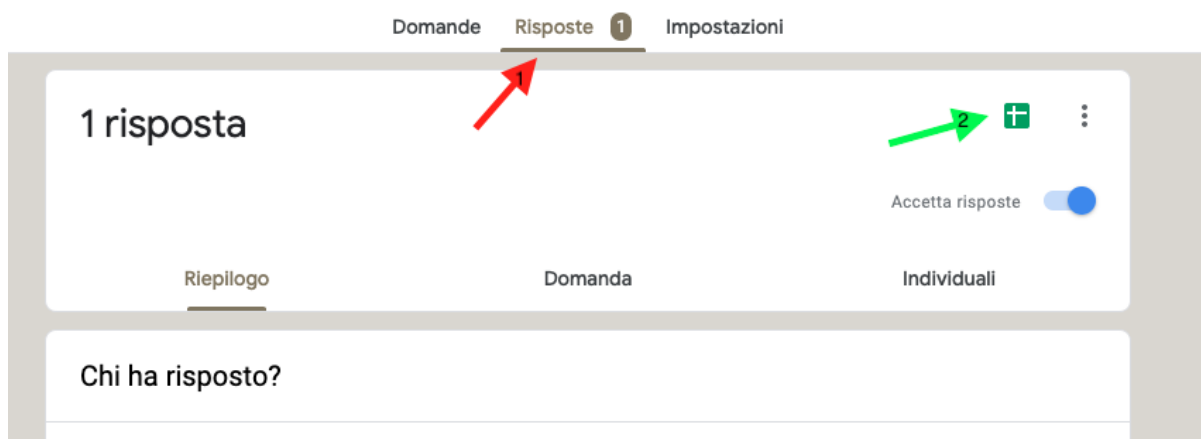 Domande Risposte 1 Impostazioni
1
1 risposta
2
Accetta risposte
Riepilogo Domanda Individuali
Chi ha risposto?